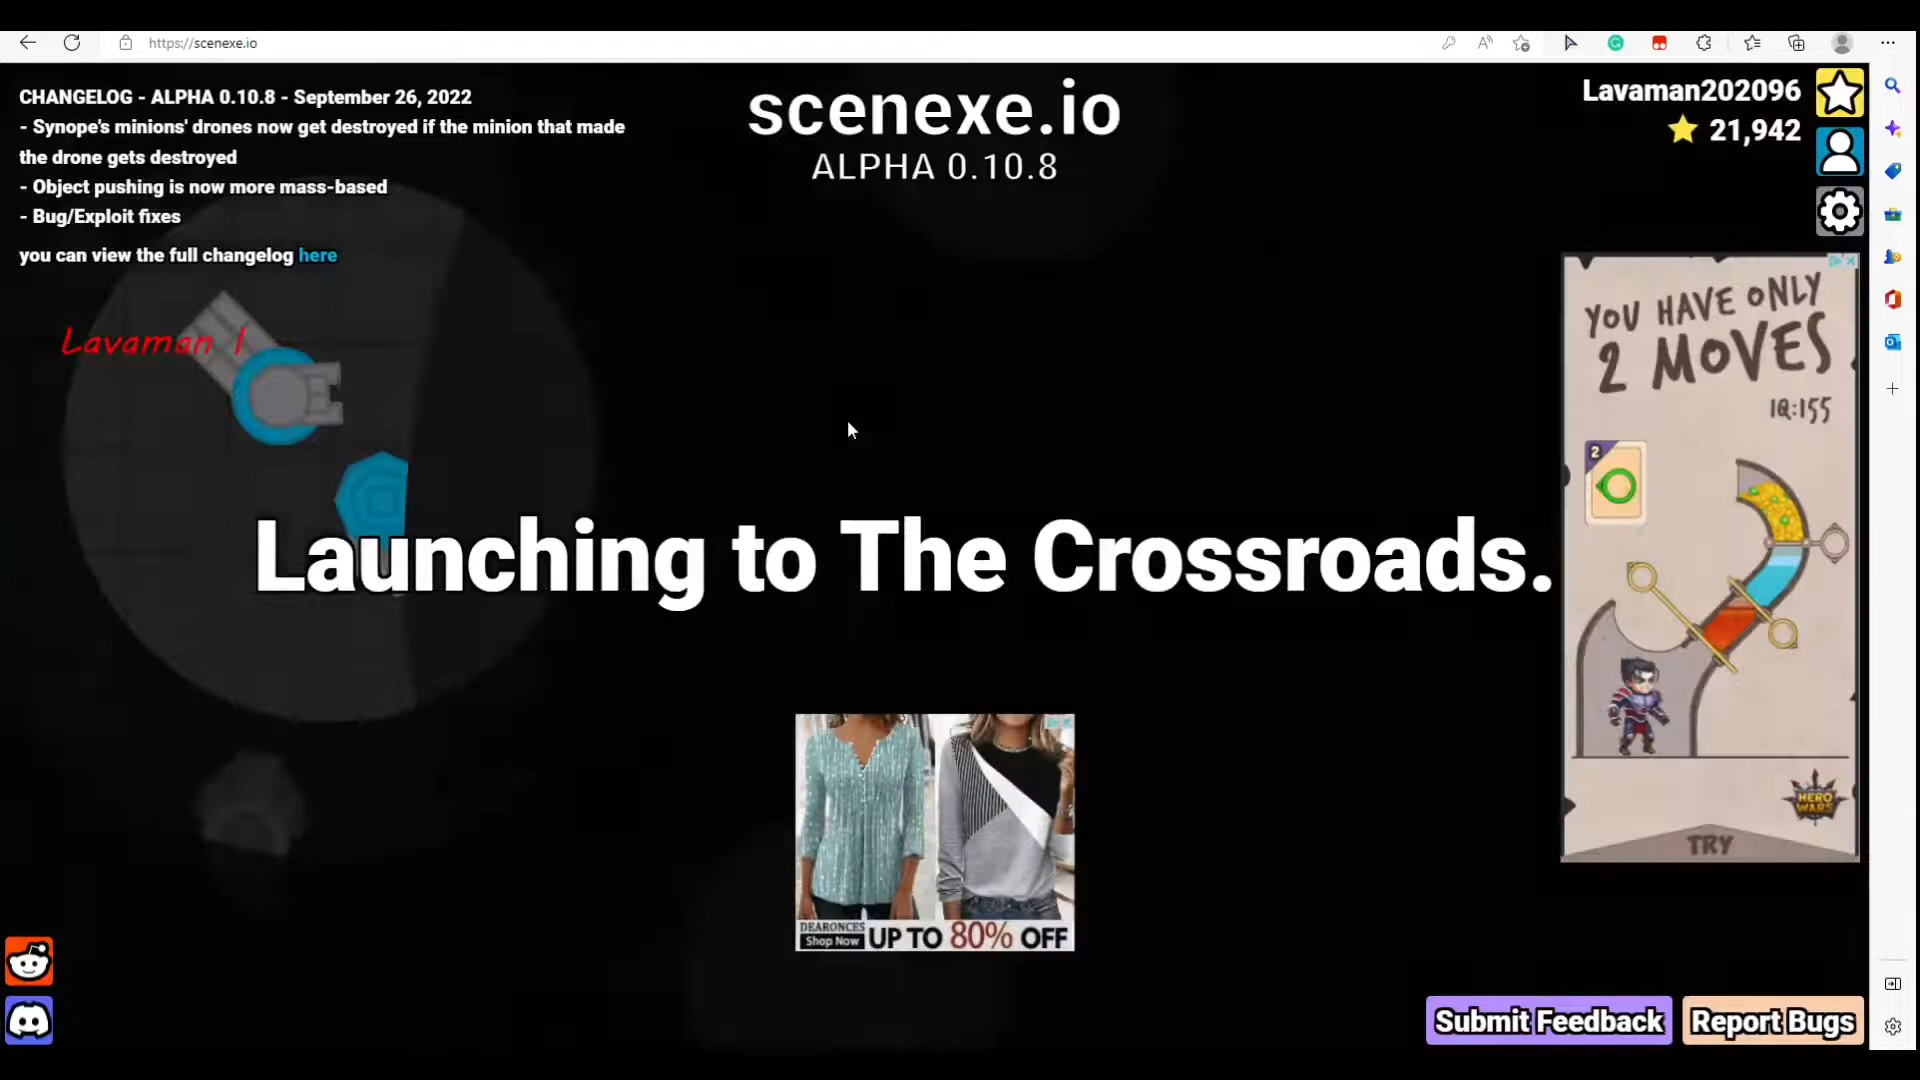 https://scenexe.io
CHANGELOG - ALPHA 0.10.8 - September 26, 2022
- Synope's minions' drones now get destroyed if the minion that made
the drone gets destroyed
- Object pushing is now more mass-based
- Bug/Exploit fixes
you can view the full changelog here
scenexe.io
ALPHA 0.10.8
Lavaman202096
21,942
Lavaman 1
YOU HAVE ONLY
2 MOVES
IQ:155
2
Launching to The Crossroads.
HERO
WARS
TRY
DEARONCES
Shop Now
UP TO 80% OFF
Submit Feedback
Report Bugs